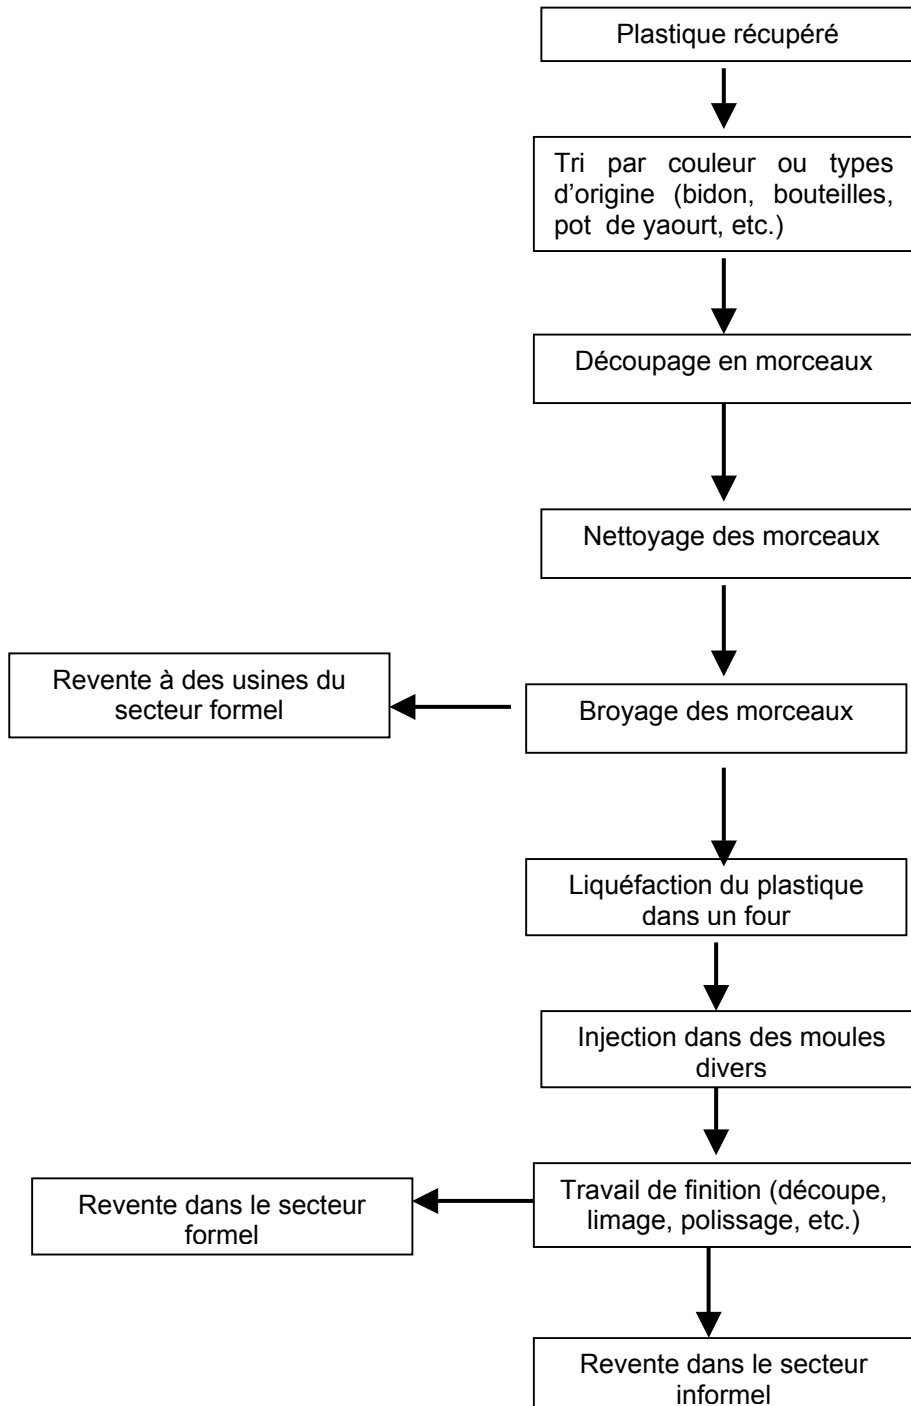 Plastique récupéré
Tri par couleur ou types
d’origine (bidon, bouteilles,
pot de yaourt, etc.)
Découpage en morceaux
Nettoyage des morceaux
Revente à des usines du
secteur formel
Broyage des morceaux
Liquéfaction du plastique
dans un four
Injection dans des moules
divers
Travail de finition (découpe,
limage, polissage, etc.)
Revente dans le secteur
formel
Revente dans le secteur
informel